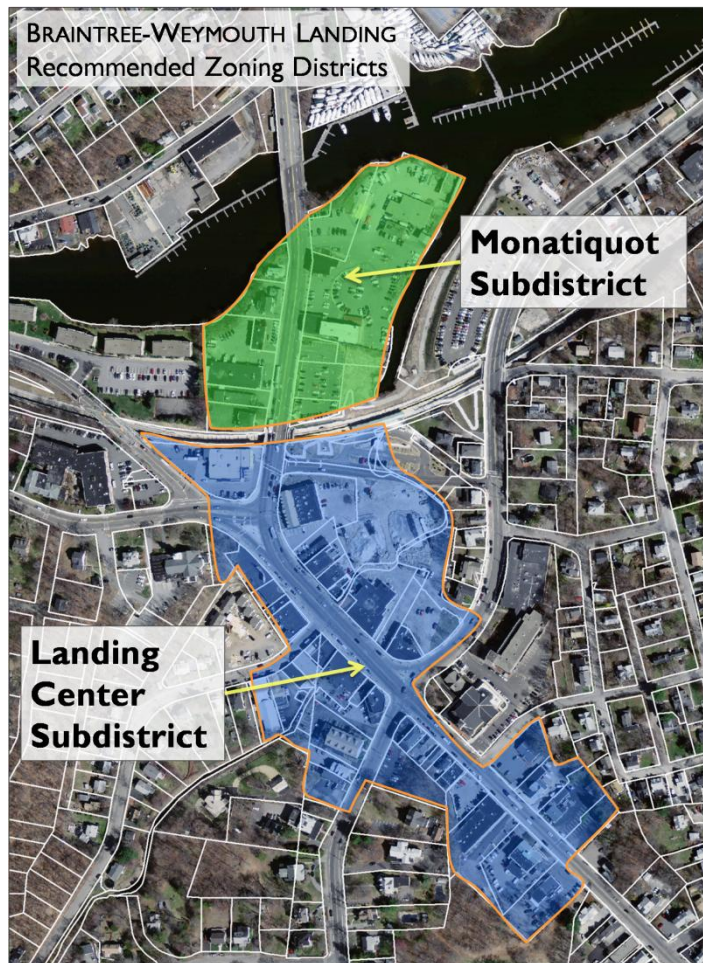 BRAINTREE-WEYMOUTH LANDING
Recommended Zoning Districts
Monatiquot
Subdistrict
Landing
Center
Subdistrict